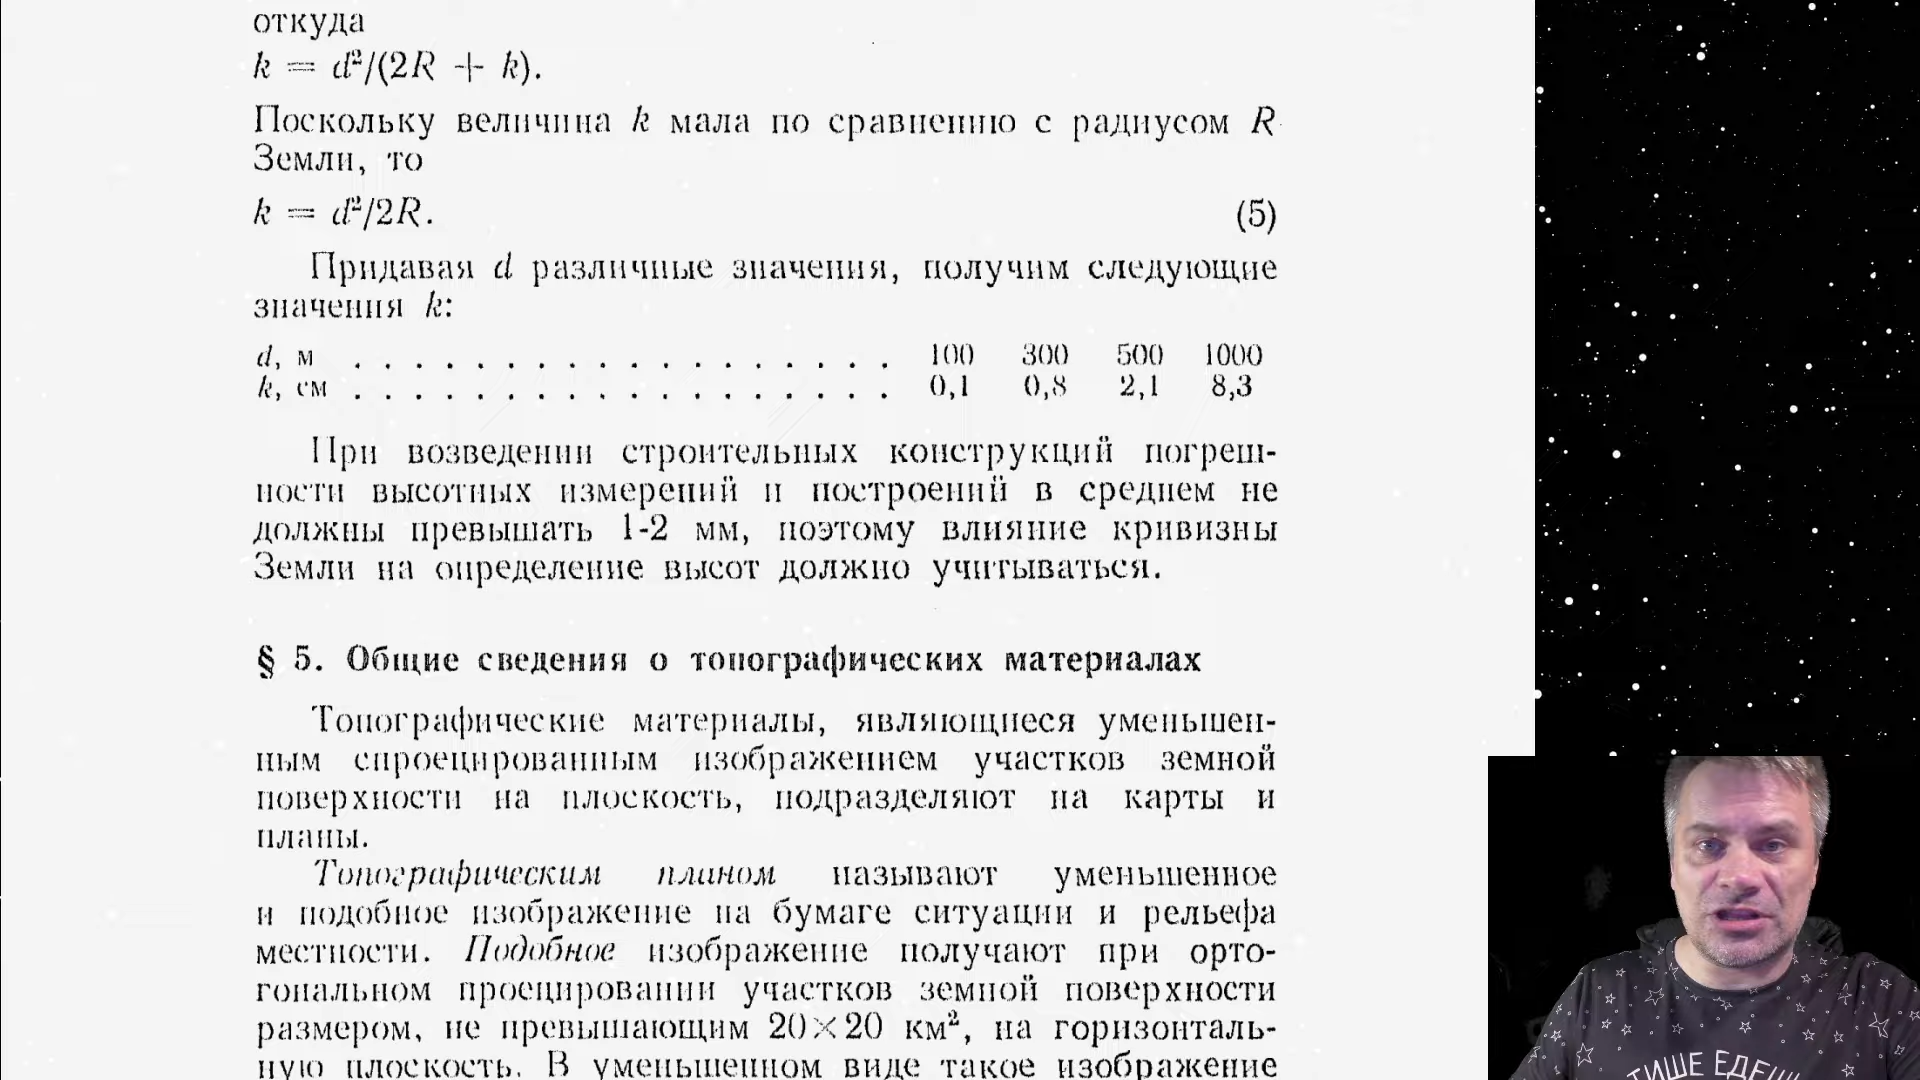 откуда
k = d²/(2R + k).
Поскольку величина k мала по сравнению с радиусом R
Земли, то
k = d²/2R. (5)
Придавая d различные значения, получим следующие
значения k:
d, м . . . . . . . . . . . . . . . . . . 100 300 500 1000
k, см . . . . . . . . . . . . . . . . . . 0,1 0,8 2,1 8,3
При возведении строительных конструкций погреш-
ности высотных измерений и построений в среднем не
должны превышать 1-2 мм, поэтому влияние кривизны
Земли на определение высот должно учитываться.
§ 5. Общие сведения о топографических материалах
Топографические материалы, являющиеся уменьшен-
ным спроецированным изображением участков земной
поверхности на плоскость, подразделяют на карты и
планы.
Топографическим планом называют уменьшенное
и подобное изображение на бумаге ситуации и рельефа
местности. Подобное изображение получают при орто-
гональном проецировании участков земной поверхности
размером, не превышающим 20×20 км², на горизонталь-
ную плоскость. В уменьшенном виде такое изображение
ТИШЕ ЕДЕШЬ